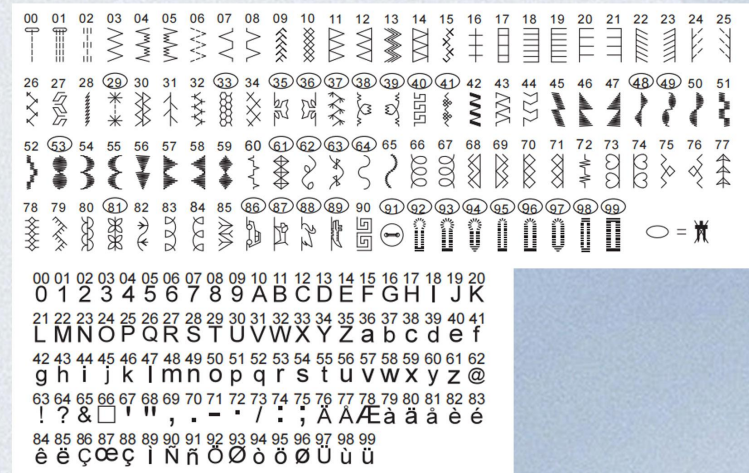 00 01 02 03 04 05 06 07 08 09 10 11 12 13 14 15 16 17 18 19 20 21 22 23 24 25
26 27 28 29 30 31 32 33 34 35 36 37 38 39 40 41 42 43 44 45 46 47 48 49 50 51
52 53 54 55 56 57 58 59 60 61 62 63 64 65 66 67 68 69 70 71 72 73 74 75 76 77
78 79 80 81 82 83 84 85 86 87 88 89 90 91 92 93 94 95 96 97 98 99 =
00 01 02 03 04 05 06 07 08 09 10 11 12 13 14 15 16 17 18 19 20
0 1 2 3 4 5 6 7 8 9 A B C D E F G H I J K
21 22 23 24 25 26 27 28 29 30 31 32 33 34 35 36 37 38 39 40 41
L M N O P Q R S T U V W X Y Z a b c d e f
42 43 44 45 46 47 48 49 50 51 52 53 54 55 56 57 58 59 60 61 62
g h i j k l m n o p q r s t u v w x y z @
63 64 65 66 67 68 69 70 71 72 73 74 75 76 77 78 79 80 81 82 83
! ? & □ ' " , . - · / : ; Ä Å Æ à ä å è é
84 85 86 87 88 89 90 91 92 93 94 95 96 97 98 99
ê ë Ç œ ç ì Ñ ñ Ö Ø ò ö ø Ü ù ü